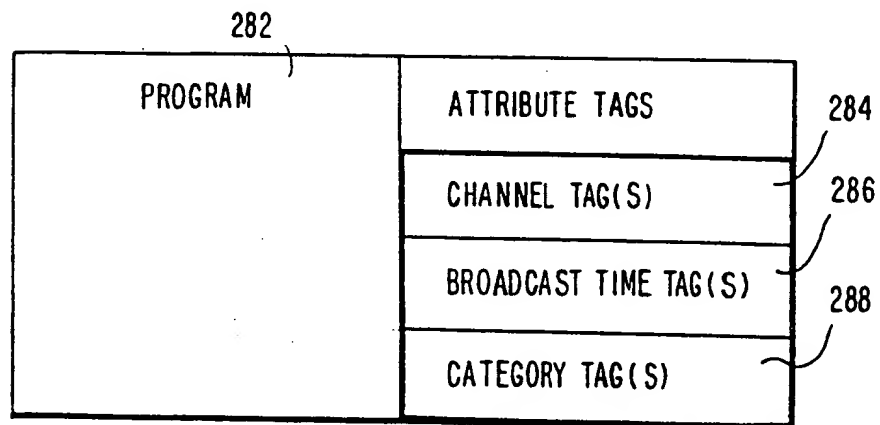 282
PROGRAM
ATTRIBUTE TAGS
284
CHANNEL TAG(S)
286
BROADCAST TIME TAG(S)
288
CATEGORY TAG(S)